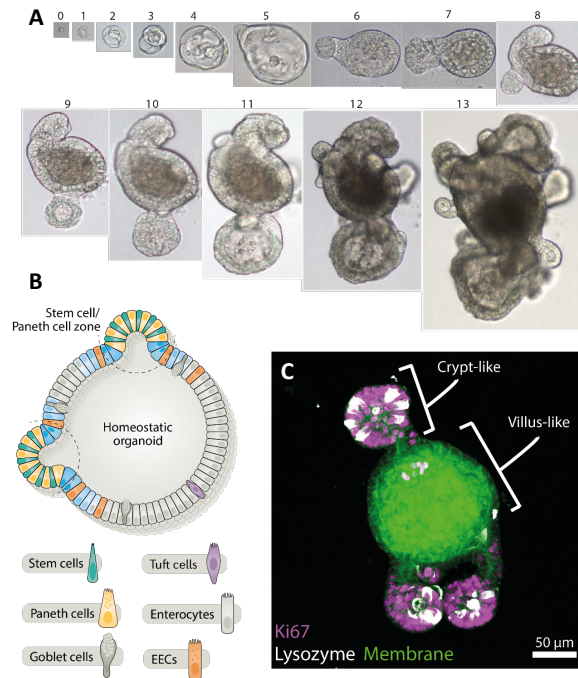 A
0 1 2 3 4 5 6 7 8
9 10 11 12 13
B
Stem cell/
Paneth cell zone
Homeostatic
organoid
Stem cells
Tuft cells
Paneth cells
Enterocytes
Goblet cells
EECs
C
Crypt-like
Villus-like
Ki67
Lysozyme Membrane
50 µm